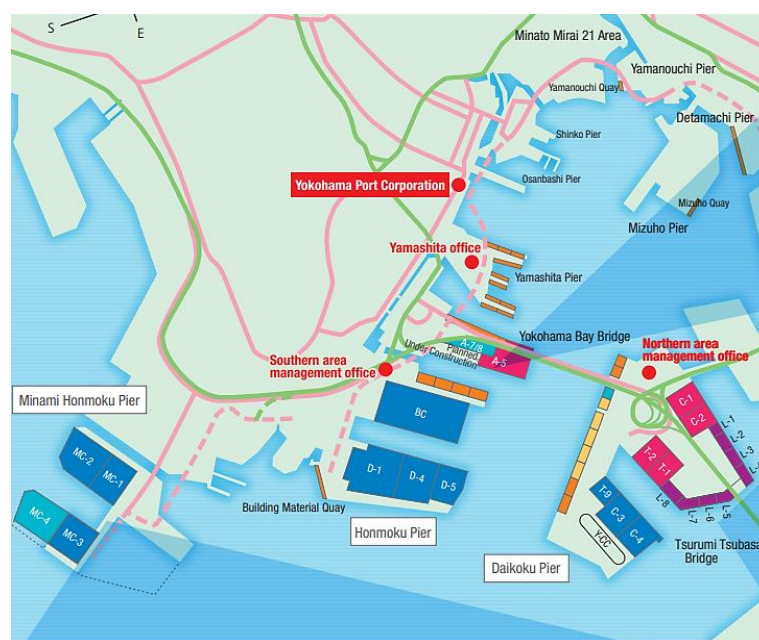 S
E
Minato Mirai 21 Area
Yamanouchi Pier
Yamanouchi Quay
Detamachi Pier
Shinko Pier
Osanbashi Pier
Yokohama Port Corporation
Mizuho Quay
Mizuho Pier
Yamashita office
Yamashita Pier
Yokohama Bay Bridge
A-7/8
Planned
Under Construction
A-5
Northern area
management office
Southern area
management office
Minami Honmoku Pier
BC
C-1
C-2
L-1
L-2
L-3
MC-2
MC-1
D-1
D-4
D-5
T-2
T-1
L-8
L-7
L-6
L-5
MC-4
MC-3
Building Material Quay
Honmoku Pier
T-9
C-3
C-4
Y-CC
Tsurumi Tsubasa
Bridge
Daikoku Pier